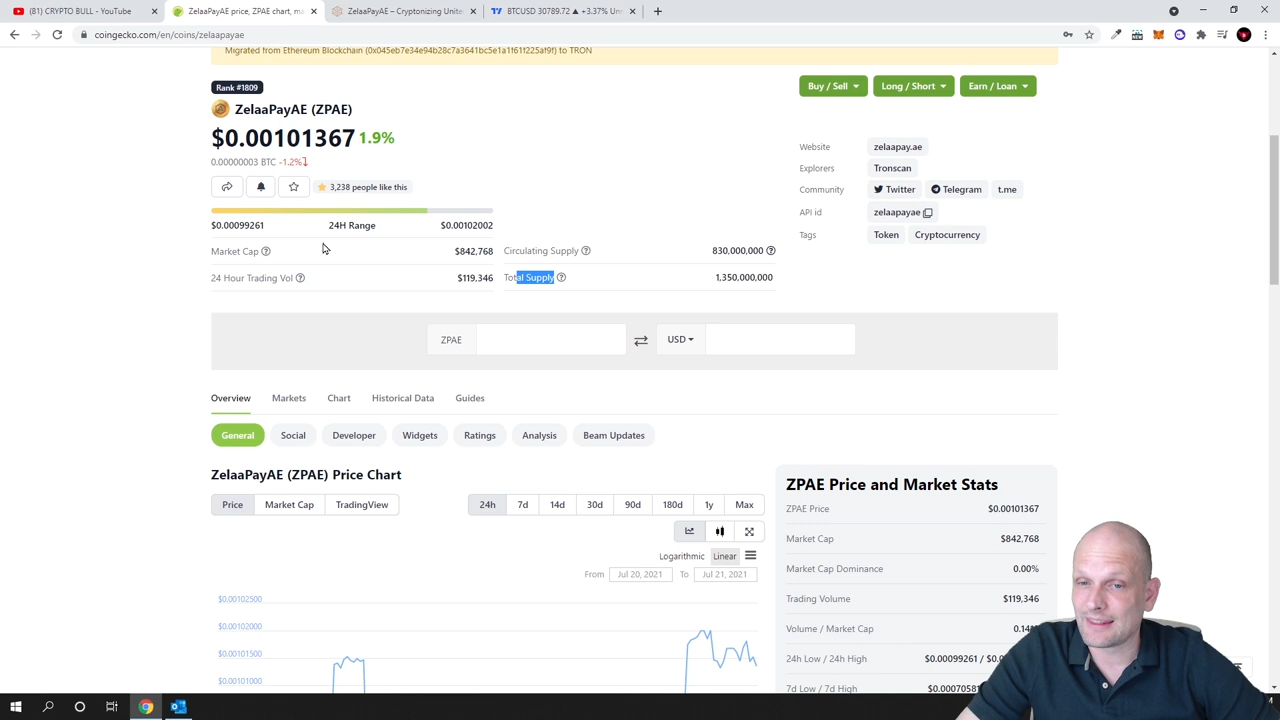 (81) CRYPTO BULL - YouTube
ZelaaPayAE price, ZPAE chart, ma
ZelaaPayAE – Cryptonizing Unite
BTCUSD 30789.72 ▲ +3.37% Unn
coingecko.com/en/coins/zelaapayae
Migrated from Ethereum Blockchain (0x045eb7e34e94b28c7a3641bc5e1a1f61f225af9f) to TRON
Rank #1809
ZelaaPayAE (ZPAE)
$0.00101367 1.9%
0.00000003 BTC -1.2%
3,238 people like this
$0.00099261 24H Range $0.00102002
Market Cap $842,768
24 Hour Trading Vol $119,346
Circulating Supply 830,000,000
Total Supply 1,350,000,000
Buy / Sell Long / Short Earn / Loan
Website zelaapay.ae
Explorers Tronscan
Community Twitter Telegram t.me
API id zelaapayae
Tags Token Cryptocurrency
ZPAE USD
Overview Markets Chart Historical Data Guides
General Social Developer Widgets Ratings Analysis Beam Updates
ZelaaPayAE (ZPAE) Price Chart
Price Market Cap TradingView
24h 7d 14d 30d 90d 180d 1y Max
Logarithmic Linear
From Jul 20, 2021 To Jul 21, 2021
$0.00102500
$0.00102000
$0.00101500
$0.00101000
ZPAE Price and Market Stats
ZPAE Price $0.00101367
Market Cap $842,768
Market Cap Dominance 0.00%
Trading Volume $119,346
Volume / Market Cap
24h Low / 24h High $0.00099261 /
7d Low / 7d High